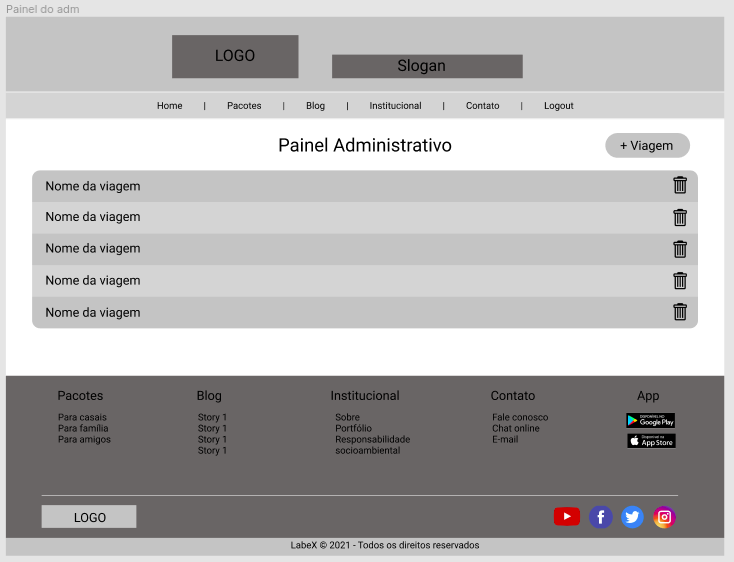 Painel do adm
LOGO
Slogan
Home | Pacotes | Blog | Institucional | Contato | Logout
Painel Administrativo
+ Viagem
Nome da viagem
Nome da viagem
Nome da viagem
Nome da viagem
Nome da viagem
Pacotes
Para casais
Para família
Para amigos
Blog
Story 1
Story 1
Story 1
Story 1
Institucional
Sobre
Portfólio
Responsabilidade
socioambiental
Contato
Fale conosco
Chat online
E-mail
App
DISPONÍVEL NO
Google Play
Disponível na
App Store
LOGO
LabeX © 2021 - Todos os direitos reservados